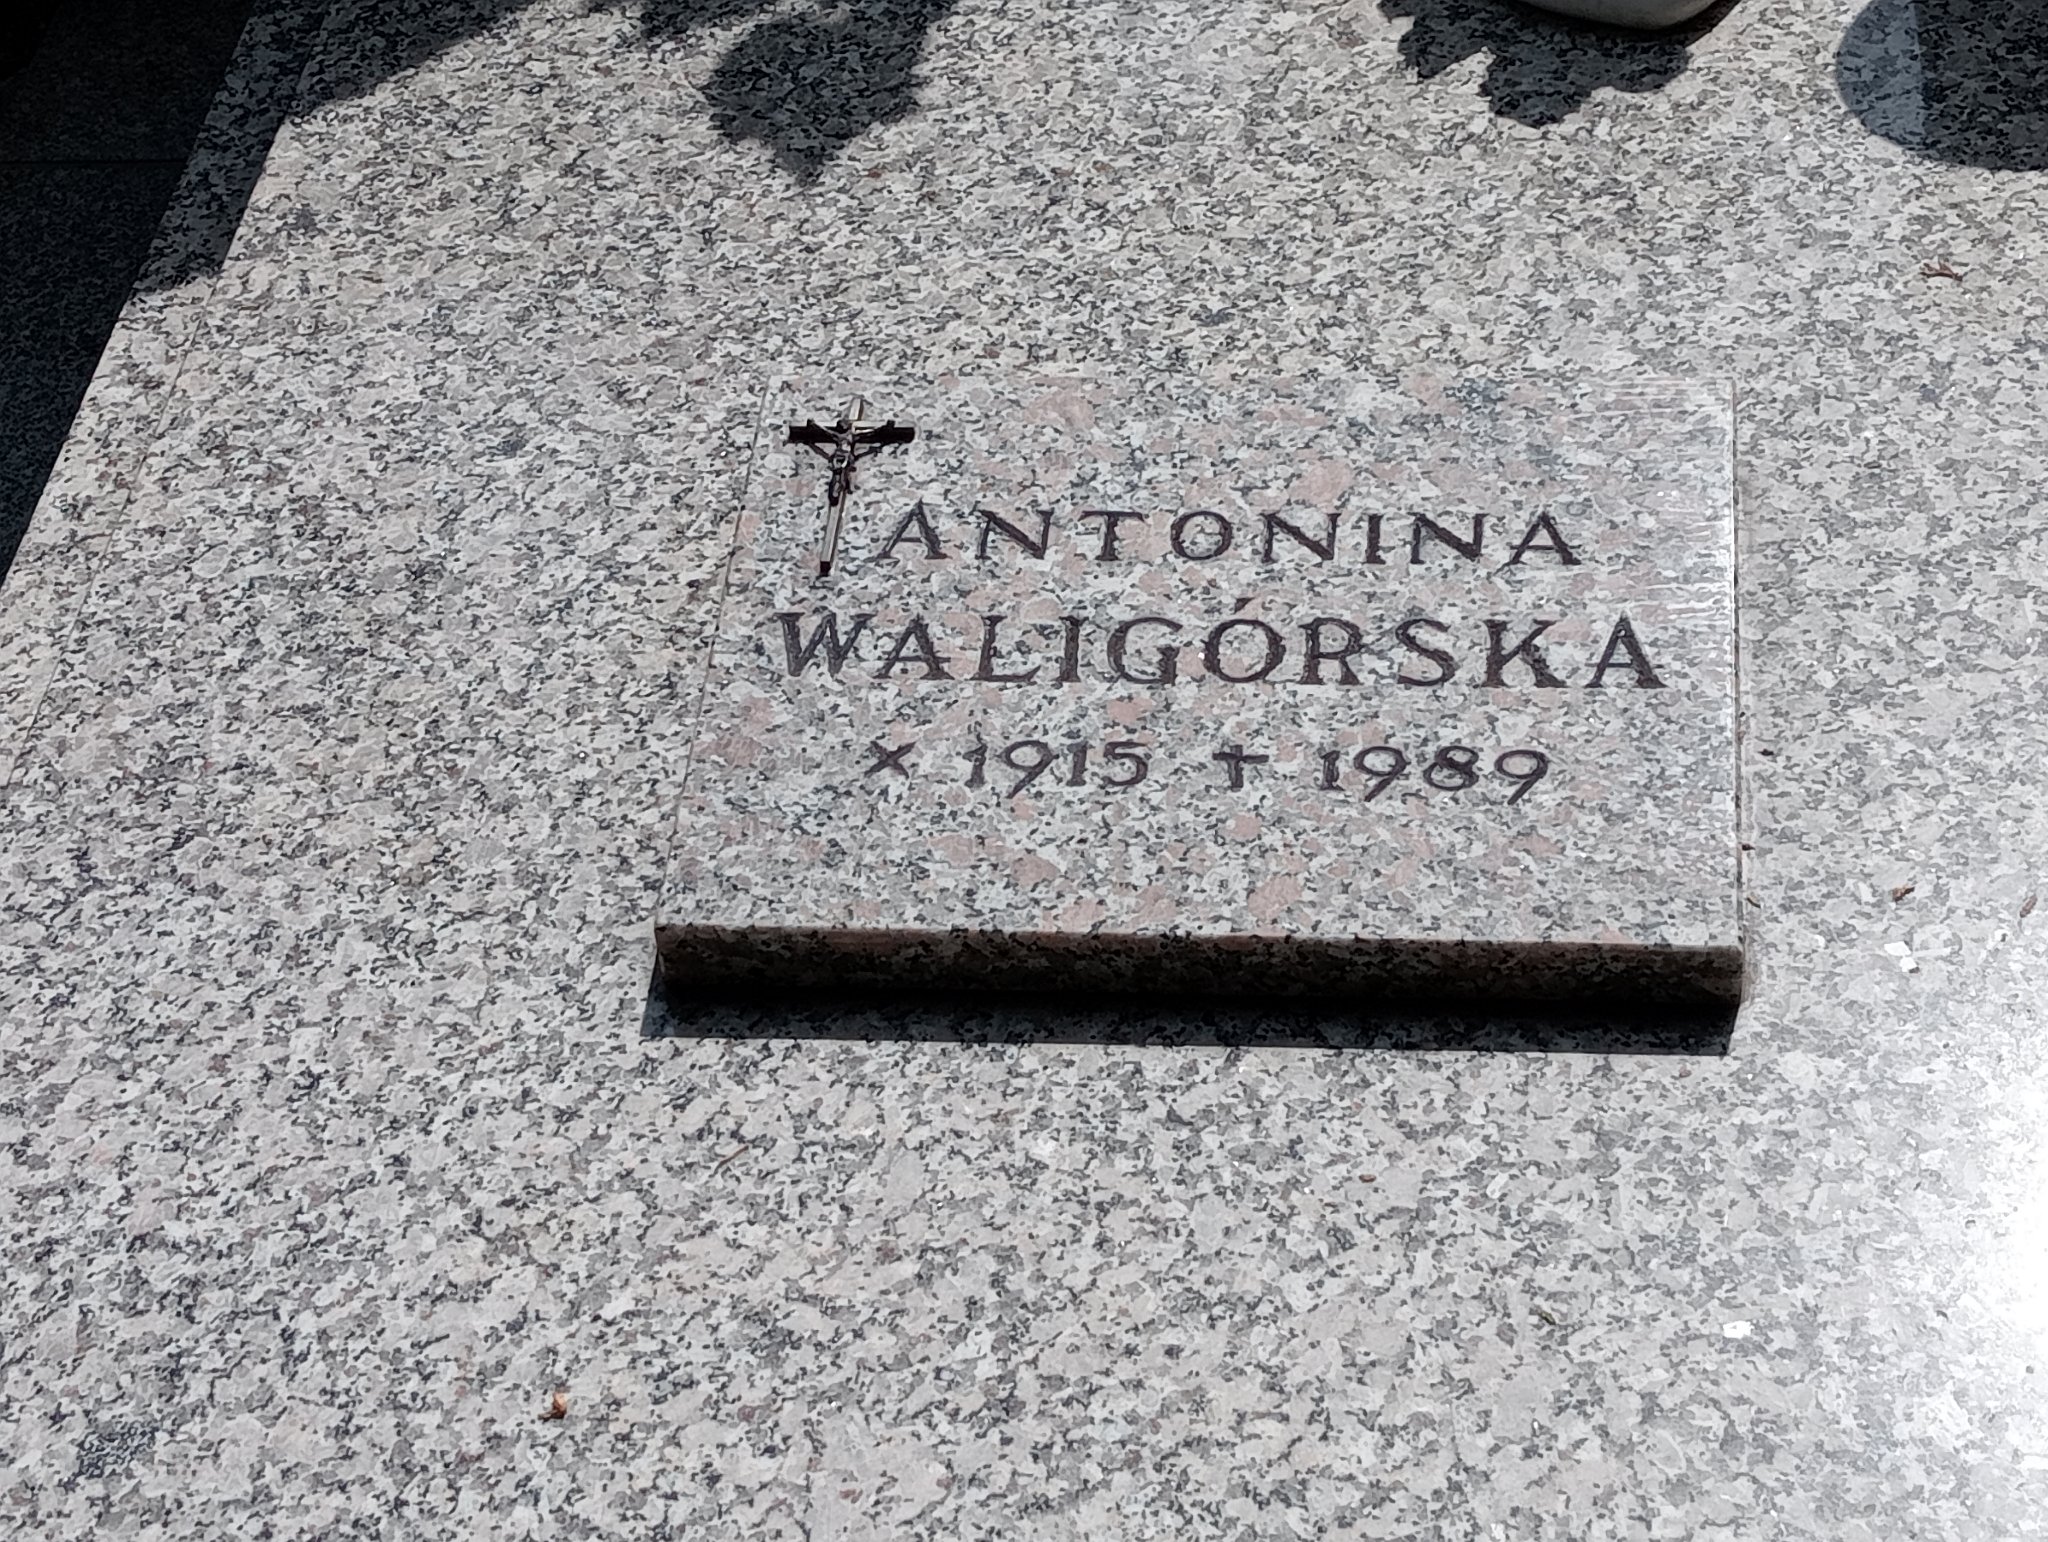 ANTONINA
WALIGÓRSKA
× 1915 + 1989